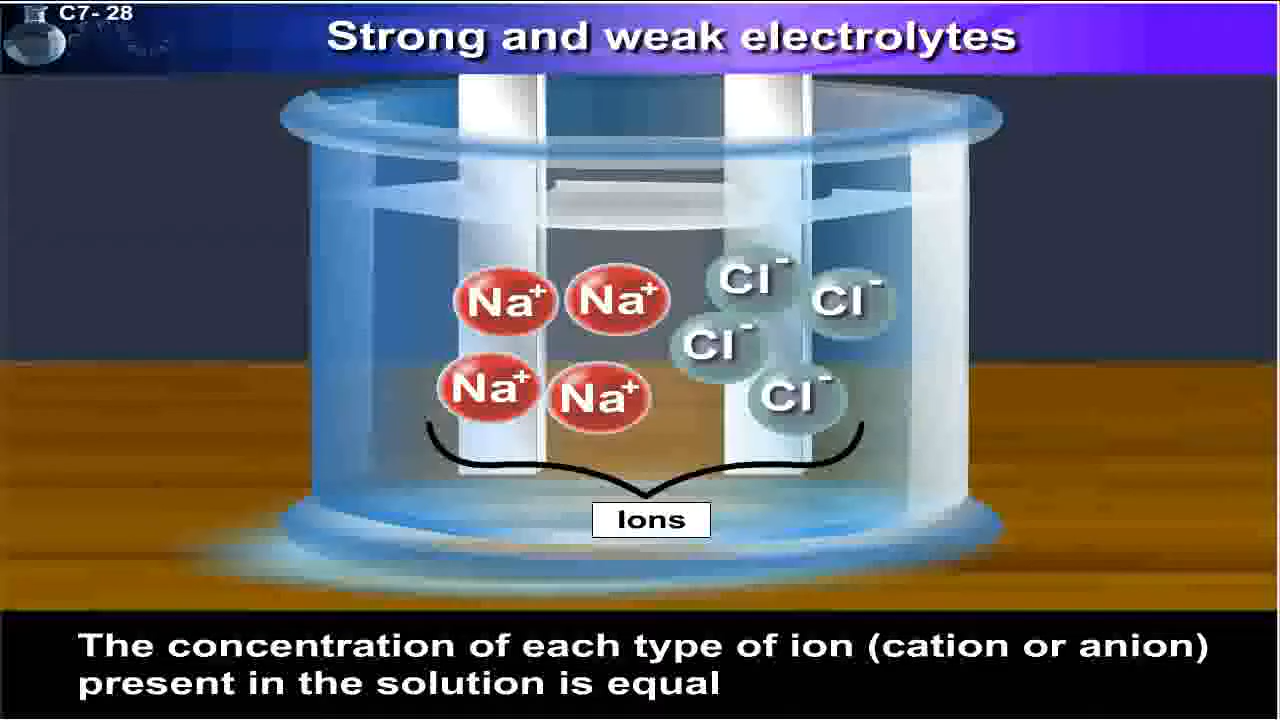 C7- 28
Strong and weak electrolytes
Cl⁻
Na⁺ Na⁺ Cl⁻
Cl⁻
Na⁺ Na⁺ Cl⁻
Ions
The concentration of each type of ion (cation or anion)
present in the solution is equal